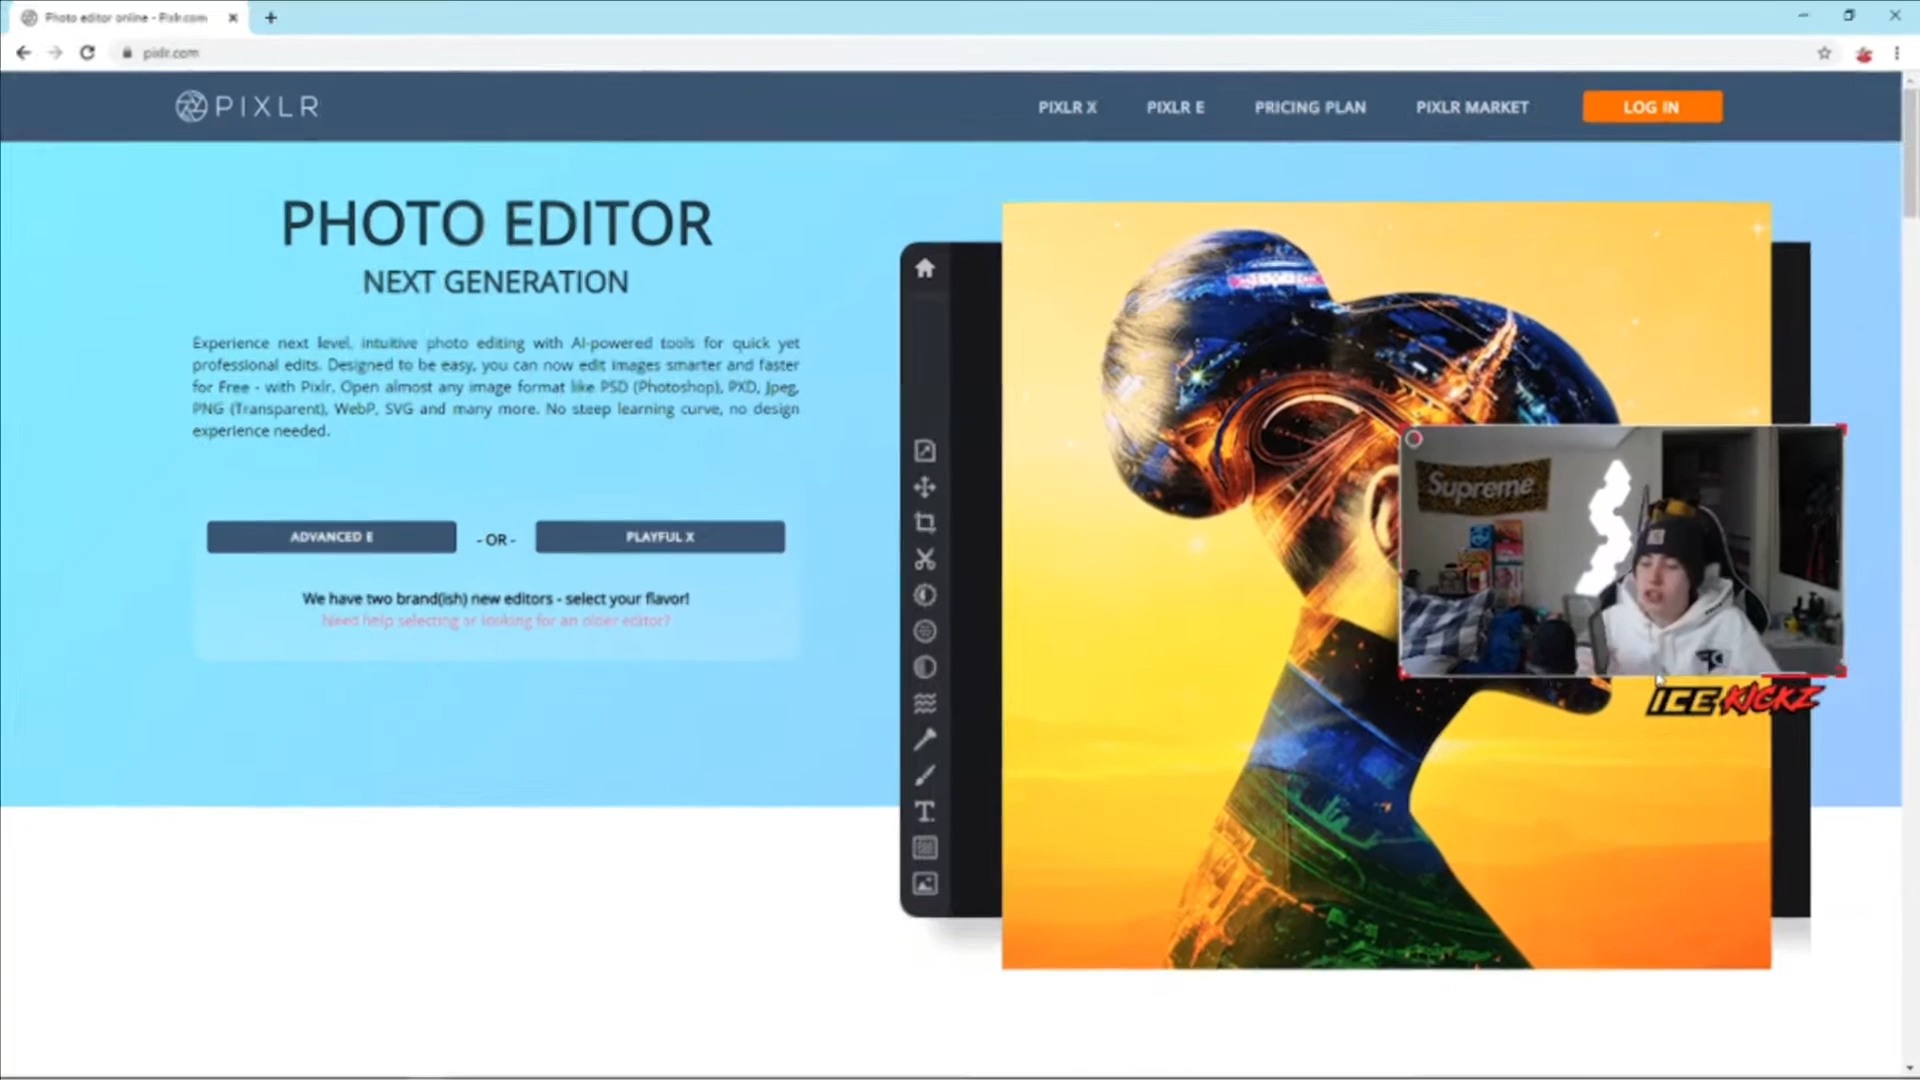 Photo editor online - Pixlr.com
pixlr.com
PIXLR
PIXLR X
PIXLR E
PRICING PLAN
PIXLR MARKET
LOG IN
PHOTO EDITOR
NEXT GENERATION
Experience next level, intuitive photo editing with AI-powered tools for quick yet
professional edits. Designed to be easy, you can now edit images smarter and faster
for Free - with Pixlr. Open almost any image format like PSD (Photoshop), PXD, Jpeg,
PNG (Transparent), WebP, SVG and many more. No steep learning curve, no design
experience needed.
ADVANCED E
- OR -
PLAYFUL X
We have two brand(ish) new editors - select your flavor!
Need help selecting or looking for an older editor?
Supreme
ICE KICKZ